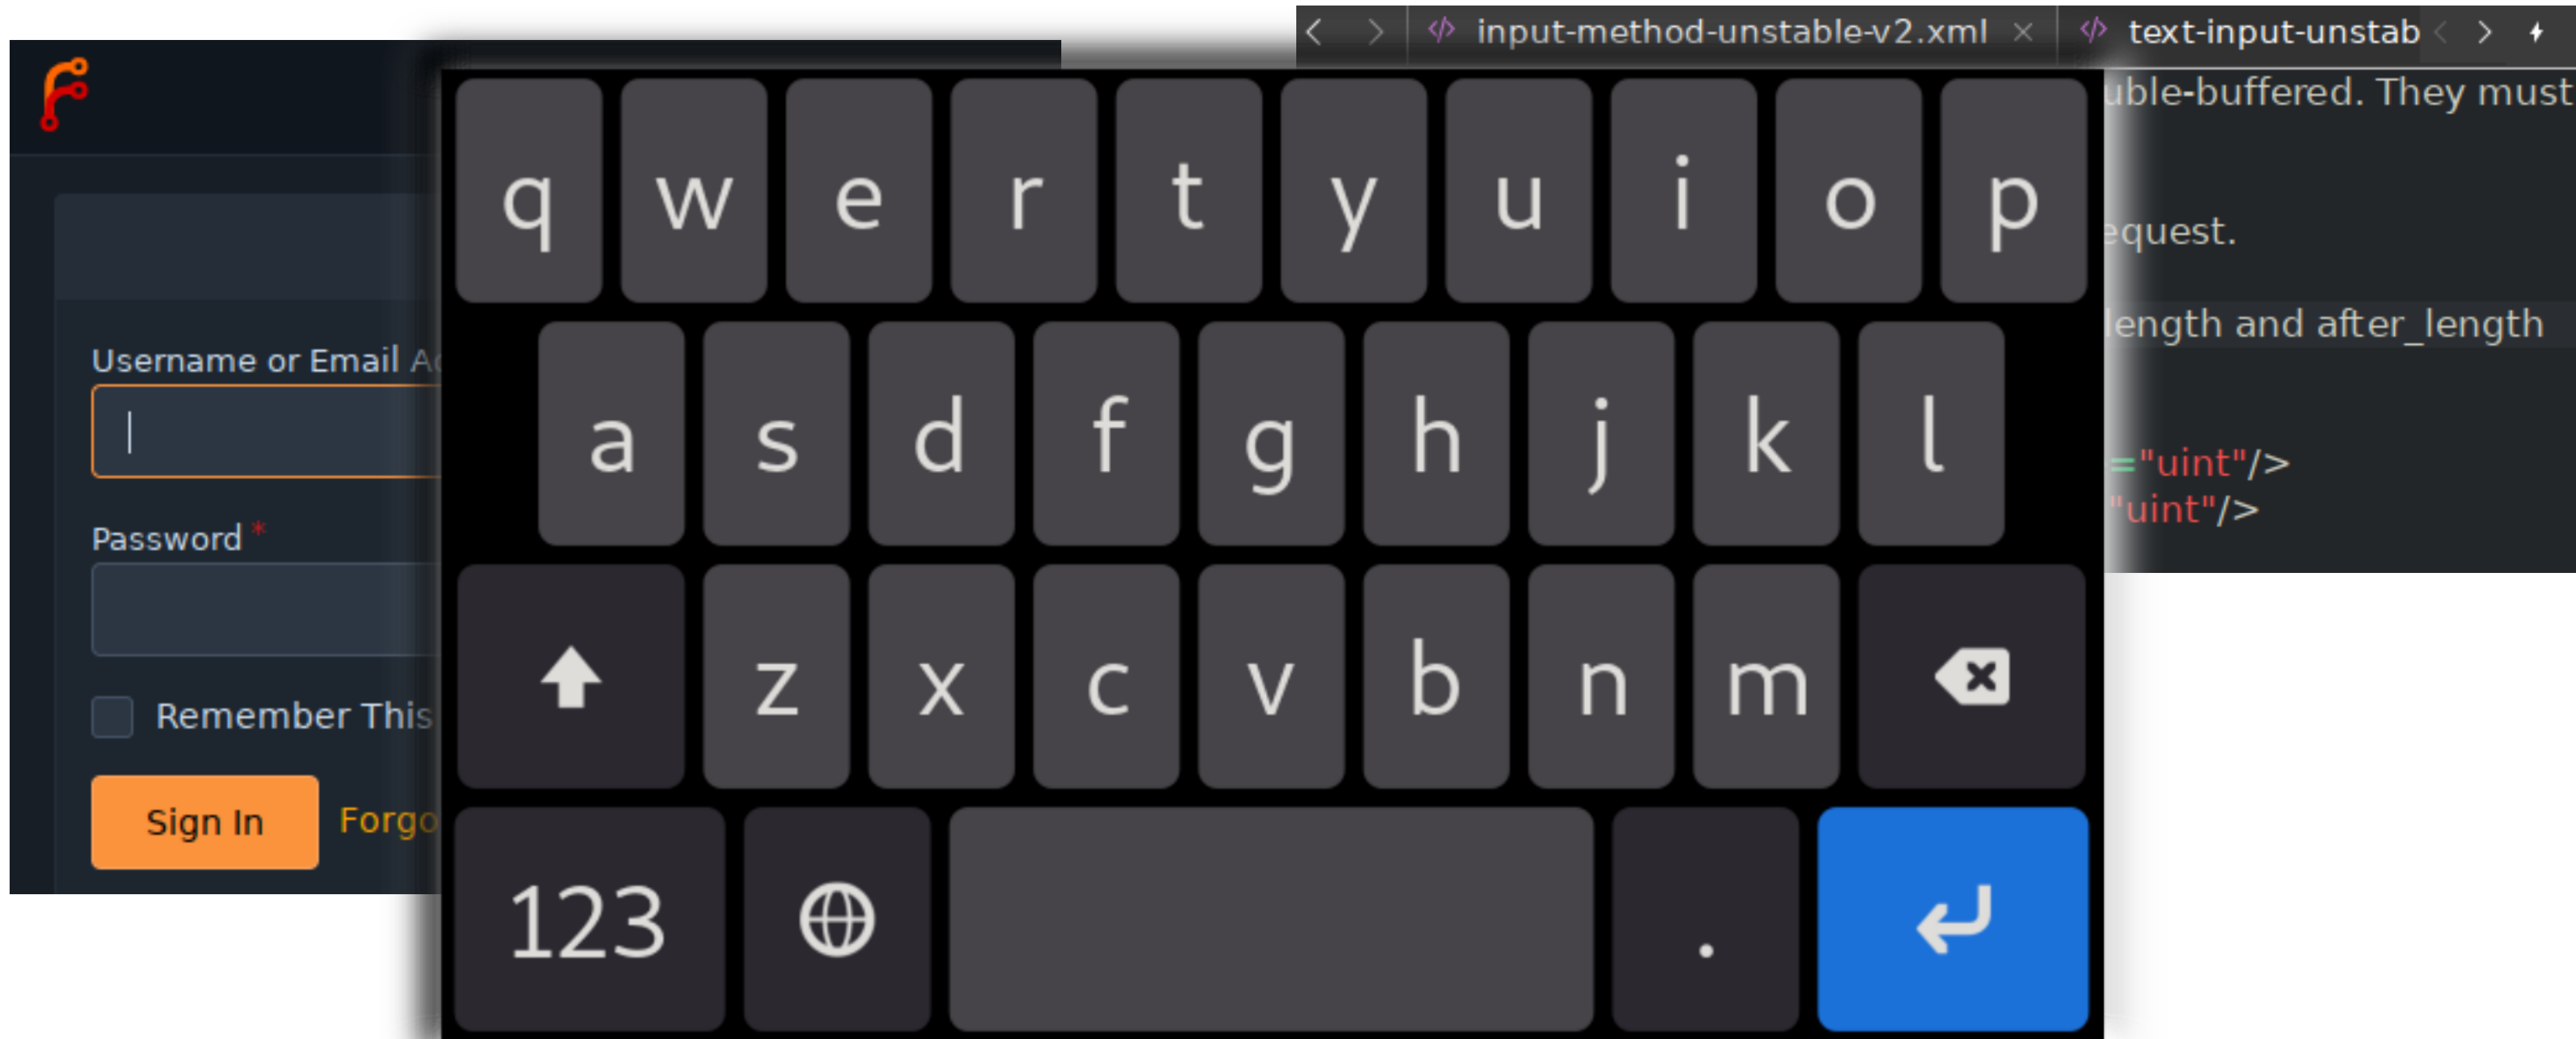 input-method-unstable-v2.xml
text-input-unstab
uble-buffered. They must
equest.
length and after_length
="uint"/>
"uint"/>
Username or Email Ad
Password *
Remember This
Sign In
Forgo
q w e r t y u i o p
a s d f g h j k l
z x c v b n m
123 .